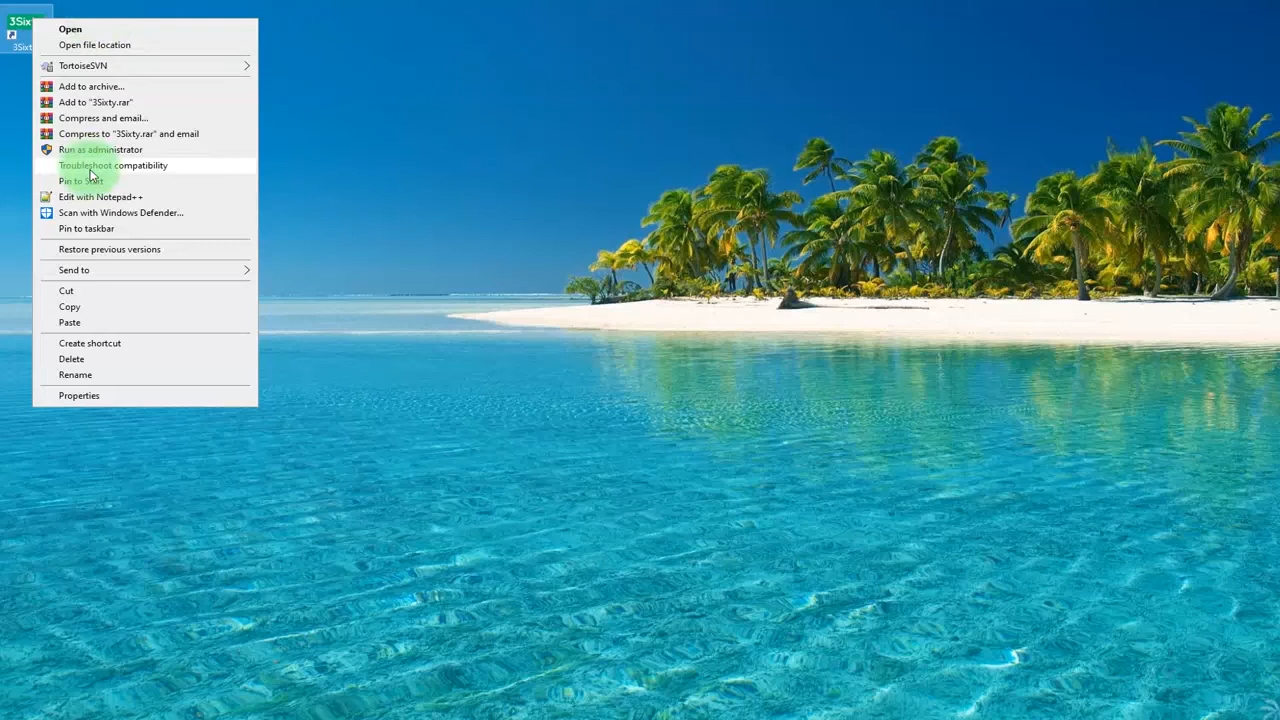 3Six
3Sixt
Open
Open file location
TortoiseSVN
Add to archive...
Add to "3Sixty.rar"
Compress and email...
Compress to "3Sixty.rar" and email
Run as administrator
Troubleshoot compatibility
Pin to Start
Edit with Notepad++
Scan with Windows Defender...
Pin to taskbar
Restore previous versions
Send to
Cut
Copy
Paste
Create shortcut
Delete
Rename
Properties